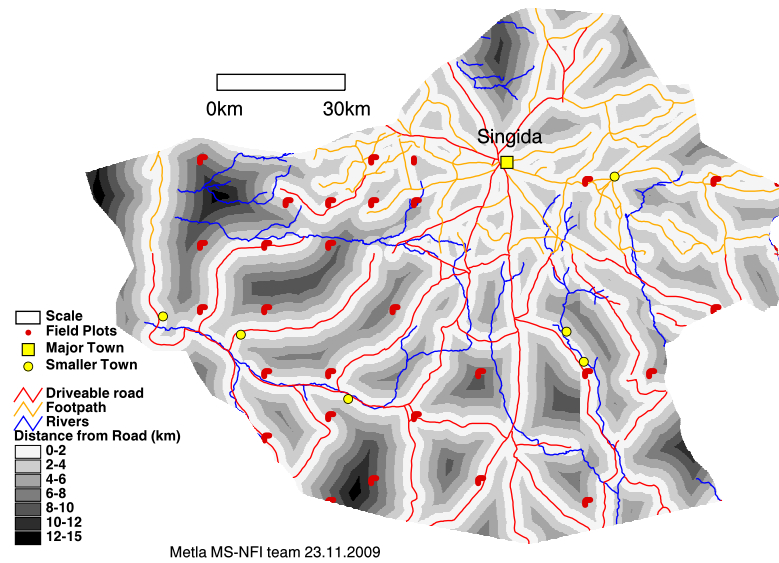 0km 30km
Singida
Scale
Field Plots
Major Town
Smaller Town
Driveable road
Footpath
Rivers
Distance from Road (km)
0-2
2-4
4-6
6-8
8-10
10-12
12-15
Metla MS-NFI team 23.11.2009